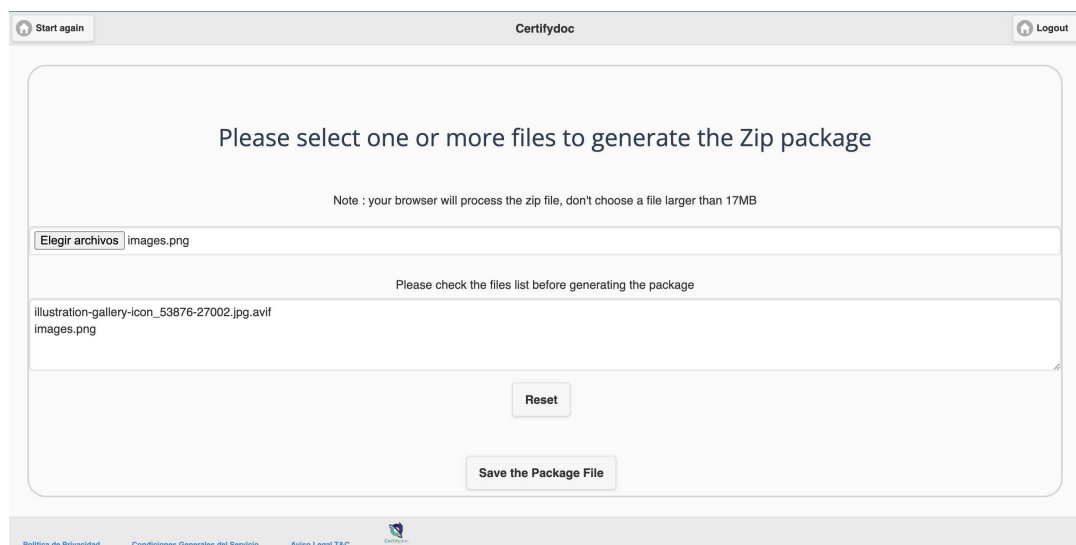 Start again
Certifydoc
Logout
Please select one or more files to generate the Zip package
Note : your browser will process the zip file, don't choose a file larger than 17MB
Elegir archivos images.png
Please check the files list before generating the package
illustration-gallery-icon_53876-27002.jpg.avif
images.png
Reset
Save the Package File
Certifydoc
Política de Privacidad
Condiciones Generales del Servicio
Aviso Legal T&C